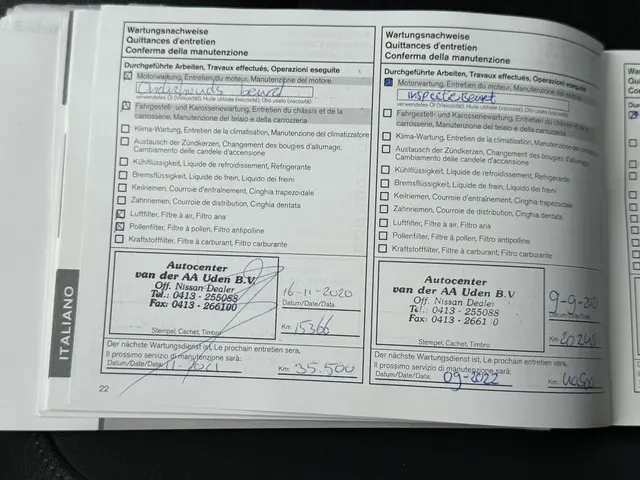 Wartungsnachweise
Quittances d'entretien
Conferma della manutenzione
Durchgeführte Arbeiten, Travaux effectués, Operazioni eseguite
Motorwartung, Entretien du moteur, Manutenzione del motore
Onderhouds beurt
verwendetes Öl (Viskosität), Huile utilisée (viscosité), Olio usato (viscosità)
Fahrgestell- und Karosseriewartung, Entretien du châssis et de la
carrosserie, Manutenzione del telaio e della carrozzeria
Klima-Wartung, Entretien de la climatisation, Manutenzione del climatizzatore
Austausch der Zündkerzen, Changement des bougies d'allumage,
Cambiamento delle candele d'accensione
Kühlflüssigkeit, Liquide de refroidissement, Refrigerante
Bremsflüssigkeit, Liquide de frein, Liquido dei freini
Keilriemen, Courroie d'entraînement, Cinghia trapezoidale
Zahnriemen, Courroie de distribution, Cinghia dentata
Luftfilter, Filtre à air, Filtro aria
Pollenfilter, Filtre à pollen, Filtro antipolline
Kraftstofffilter, Filtre à carburant, Filtro carburante
Autocenter
van der AA Uden B.V.
Off. Nissan Dealer
Tel.: 0413 - 255088
Fax: 0413 - 266100
Stempel, Cachet, Timbro
16-11-2020
Datum/Date/Data
Km 15366
Der nächste Wartungsdienst ist, Le prochain entretien sera,
Il prossimo servizio di manutenzione sarà:
Datum/Date/Data: 11-2021
Km: 35.500
22
ITALIANO
Wartungsnachweise
Quittances d'entretien
Conferma della manutenzione
Durchgeführte Arbeiten, Travaux effectués, Operazioni eseguite
Motorwartung, Entretien du moteur, Manutenzione del motore
inspectie Beurt
verwendetes Öl (Viskosität), Huile utilisée (viscosité), Olio usato (viscosità)
Fahrgestell- und Karosseriewartung, Entretien du châssis et de la
carrosserie, Manutenzione del telaio e della carrozzeria
Klima-Wartung, Entretien de la climatisation, Manutenzione del climatizzatore
Austausch der Zündkerzen, Changement des bougies d'allumage,
Cambiamento delle candele d'accensione
Kühlflüssigkeit, Liquide de refroidissement, Refrigerante
Bremsflüssigkeit, Liquide de frein, Liquido dei freini
Keilriemen, Courroie d'entraînement, Cinghia trapezoidale
Zahnriemen, Courroie de distribution, Cinghia dentata
Luftfilter, Filtre à air, Filtro aria
Pollenfilter, Filtre à pollen, Filtro antipolline
Kraftstofffilter, Filtre à carburant, Filtro carburante
Autocenter
van der AA Uden B.V.
Off. Nissan Dealer
Tel.: 0413 - 255088
Fax: 0413 - 2661 0
Stempel, Cachet, Timbro
Datum/Date/Data
Km
Der nächste Wartungsdienst ist, Le prochain entretien sera,
Il prossimo servizio di manutenzione sarà:
Datum/Date/Data: 09-2022
Km: